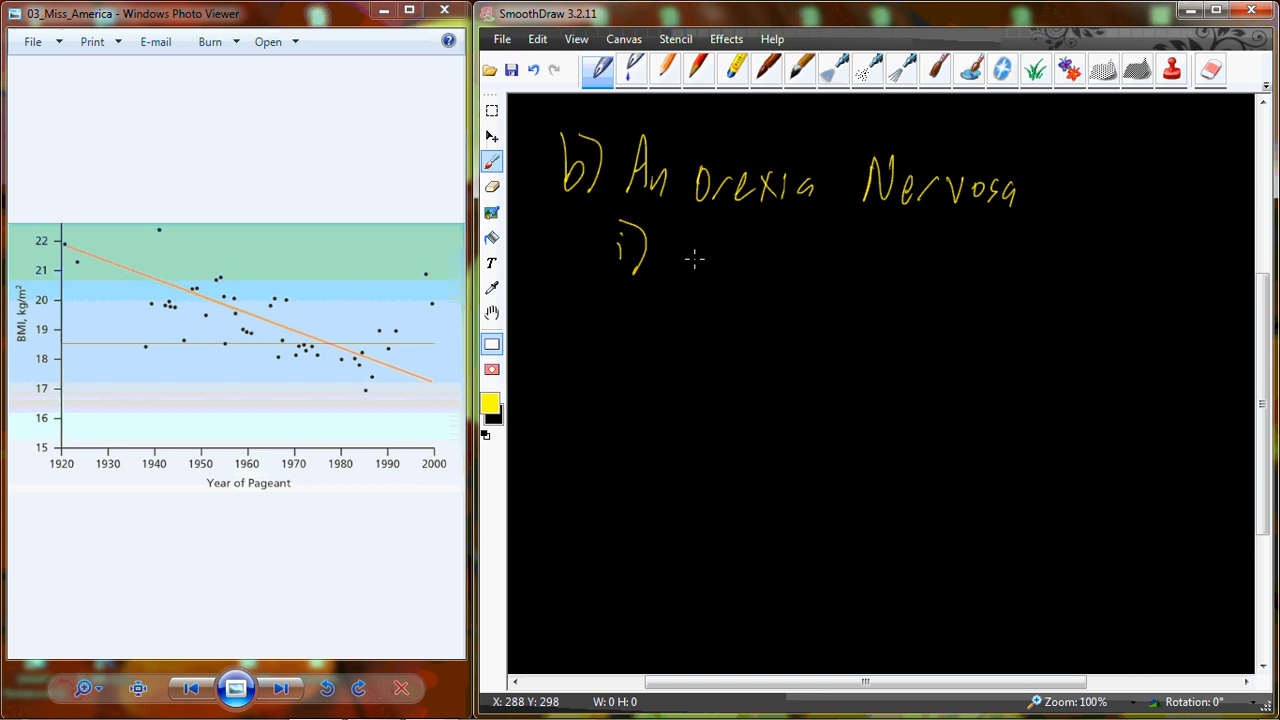 03_Miss_America - Windows Photo Viewer
File Print E-mail Burn Open
22
21
20
19
18
17
16
15
BMI, kg/m²
1920 1930 1940 1950 1960 1970 1980 1990 2000
Year of Pageant
SmoothDraw 3.2.11
File Edit View Canvas Stencil Effects Help
T
b) Anorexia Nervosa
i)
X: 288 Y: 298 W: 0 H: 0 Zoom: 100% Rotation: 0°